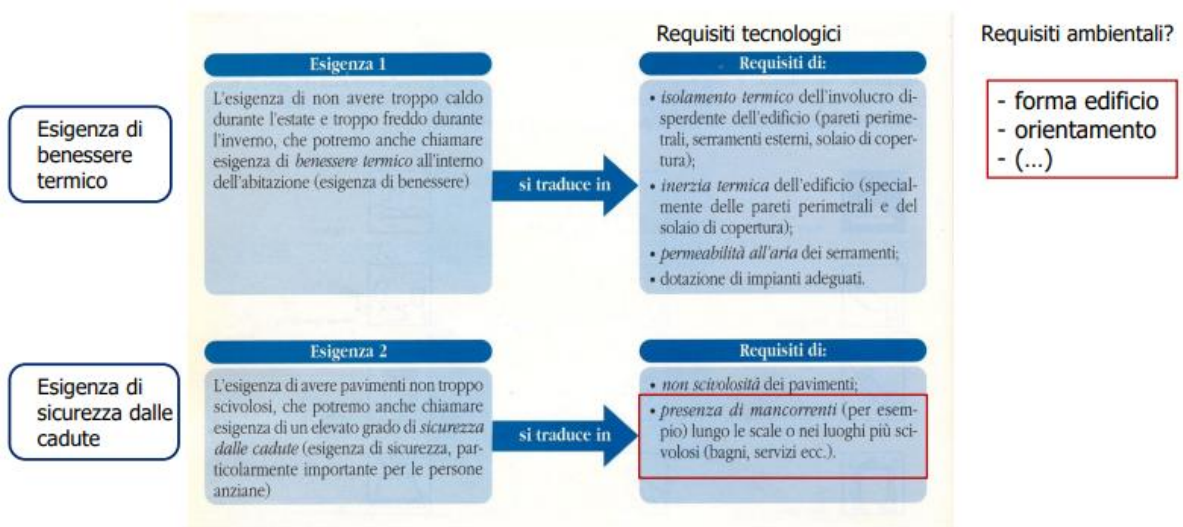 Requisiti tecnologici
Requisiti ambientali?
Esigenza di
benessere
termico
Esigenza 1
L'esigenza di non avere troppo caldo
durante l'estate e troppo freddo durante
l'inverno, che potremo anche chiamare
esigenza di benessere termico all'interno
dell'abitazione (esigenza di benessere)
si traduce in
Requisiti di:
• isolamento termico dell'involucro di-
sperdente dell'edificio (pareti perime-
trali, serramenti esterni, solaio di coper-
tura);
• inerzia termica dell'edificio (special-
mente delle pareti perimetrali e del
solaio di copertura);
• permeabilità all'aria dei serramenti;
• dotazione di impianti adeguati.
- forma edificio
- orientamento
- (...)
Esigenza di
sicurezza dalle
cadute
Esigenza 2
L'esigenza di avere pavimenti non troppo
scivolosi, che potremo anche chiamare
esigenza di un elevato grado di sicurezza
dalle cadute (esigenza di sicurezza, par-
ticolarmente importante per le persone
anziane)
si traduce in
Requisiti di:
• non scivolosità dei pavimenti;
• presenza di mancorrenti (per esem-
pio) lungo le scale o nei luoghi più sci-
volosi (bagni, servizi ecc.).